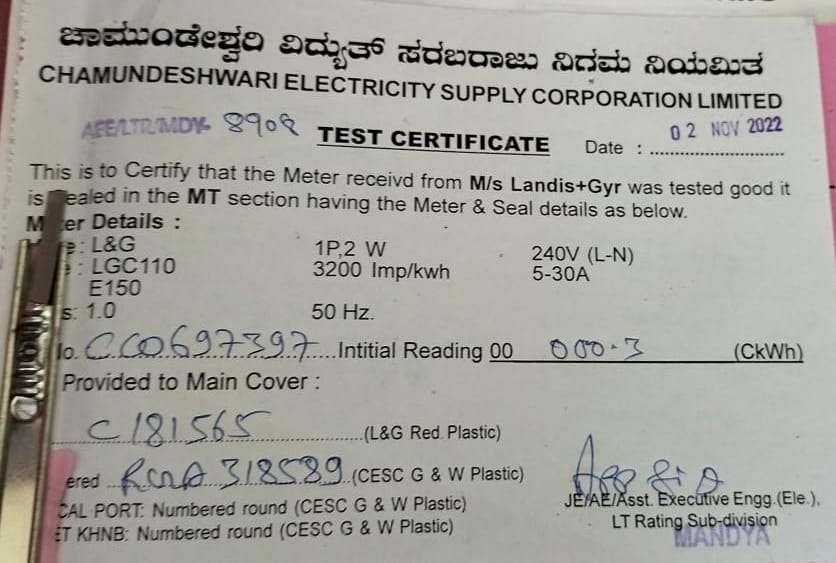 ಚಾಮುಂಡೇಶ್ವರಿ ವಿದ್ಯುತ್ ಸರಬರಾಜು ನಿಗಮ ನಿಯಮಿತ
CHAMUNDESHWARI ELECTRICITY SUPPLY CORPORATION LIMITED
AEE/LTR/MDY- 8908 TEST CERTIFICATE Date : 02 NOV 2022
This is to Certify that the Meter receivd from M/s Landis+Gyr was tested good it
is ealed in the MT section having the Meter & Seal details as below.
M er Details :
e: L&G 1P,2 W 240V (L-N)
: LGC110 3200 Imp/kwh 5-30A
E150
s: 1.0 50 Hz.
lo. CC0697397 Intitial Reading 00 000.3 (CkWh)
Provided to Main Cover :
C181565 (L&G Red Plastic)
ered 318589 (CESC G & W Plastic)
CAL PORT: Numbered round (CESC G & W Plastic) JE/AE/Asst. Executive Engg.(Ele.),
ET KHNB: Numbered round (CESC G & W Plastic) LT Rating Sub-division
MANDYA